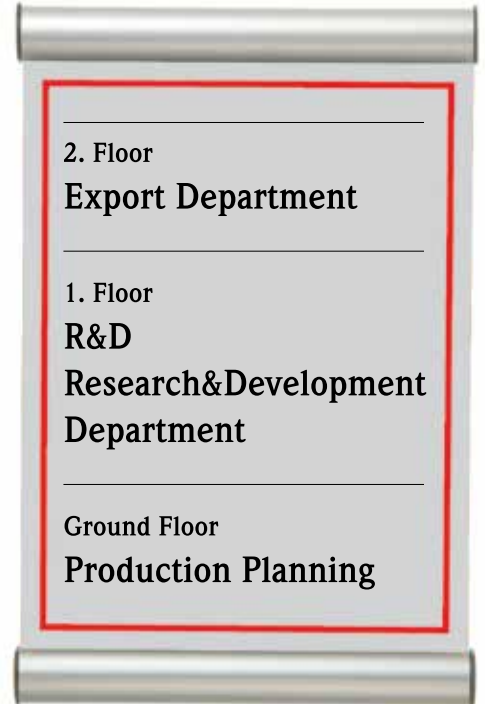 2. Floor
Export Department
1. Floor
R&D
Research&Development
Department
Ground Floor
Production Planning